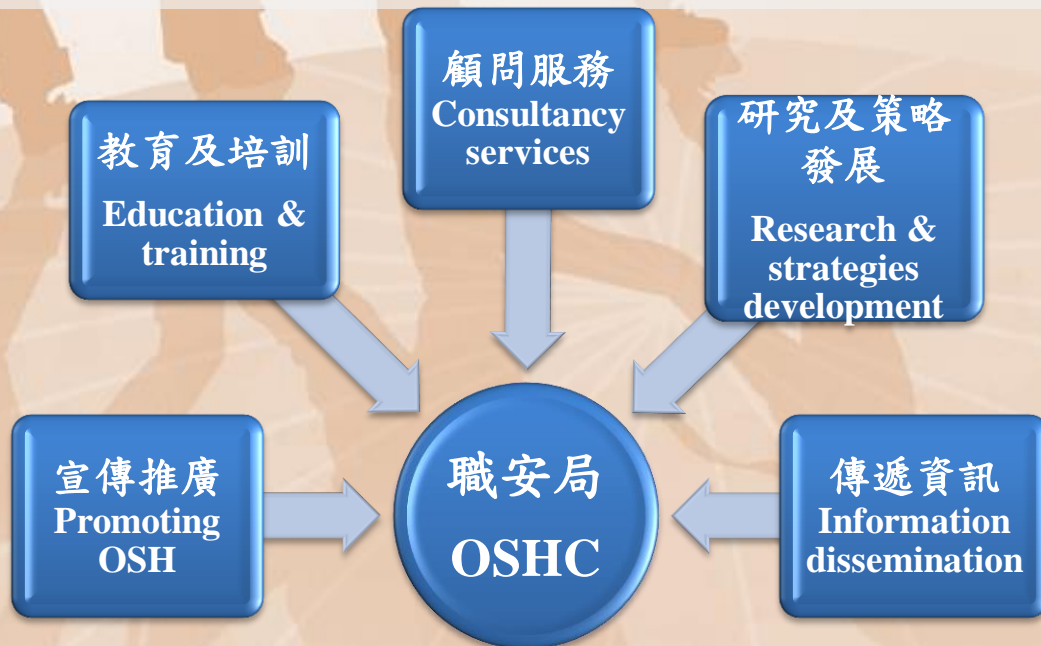 顧問服務
Consultancy
services
教育及培訓
Education &
training
研究及策略
發展
Research &
strategies
development
宣傳推廣
Promoting
OSH
職安局
OSHC
傳遞資訊
Information
dissemination